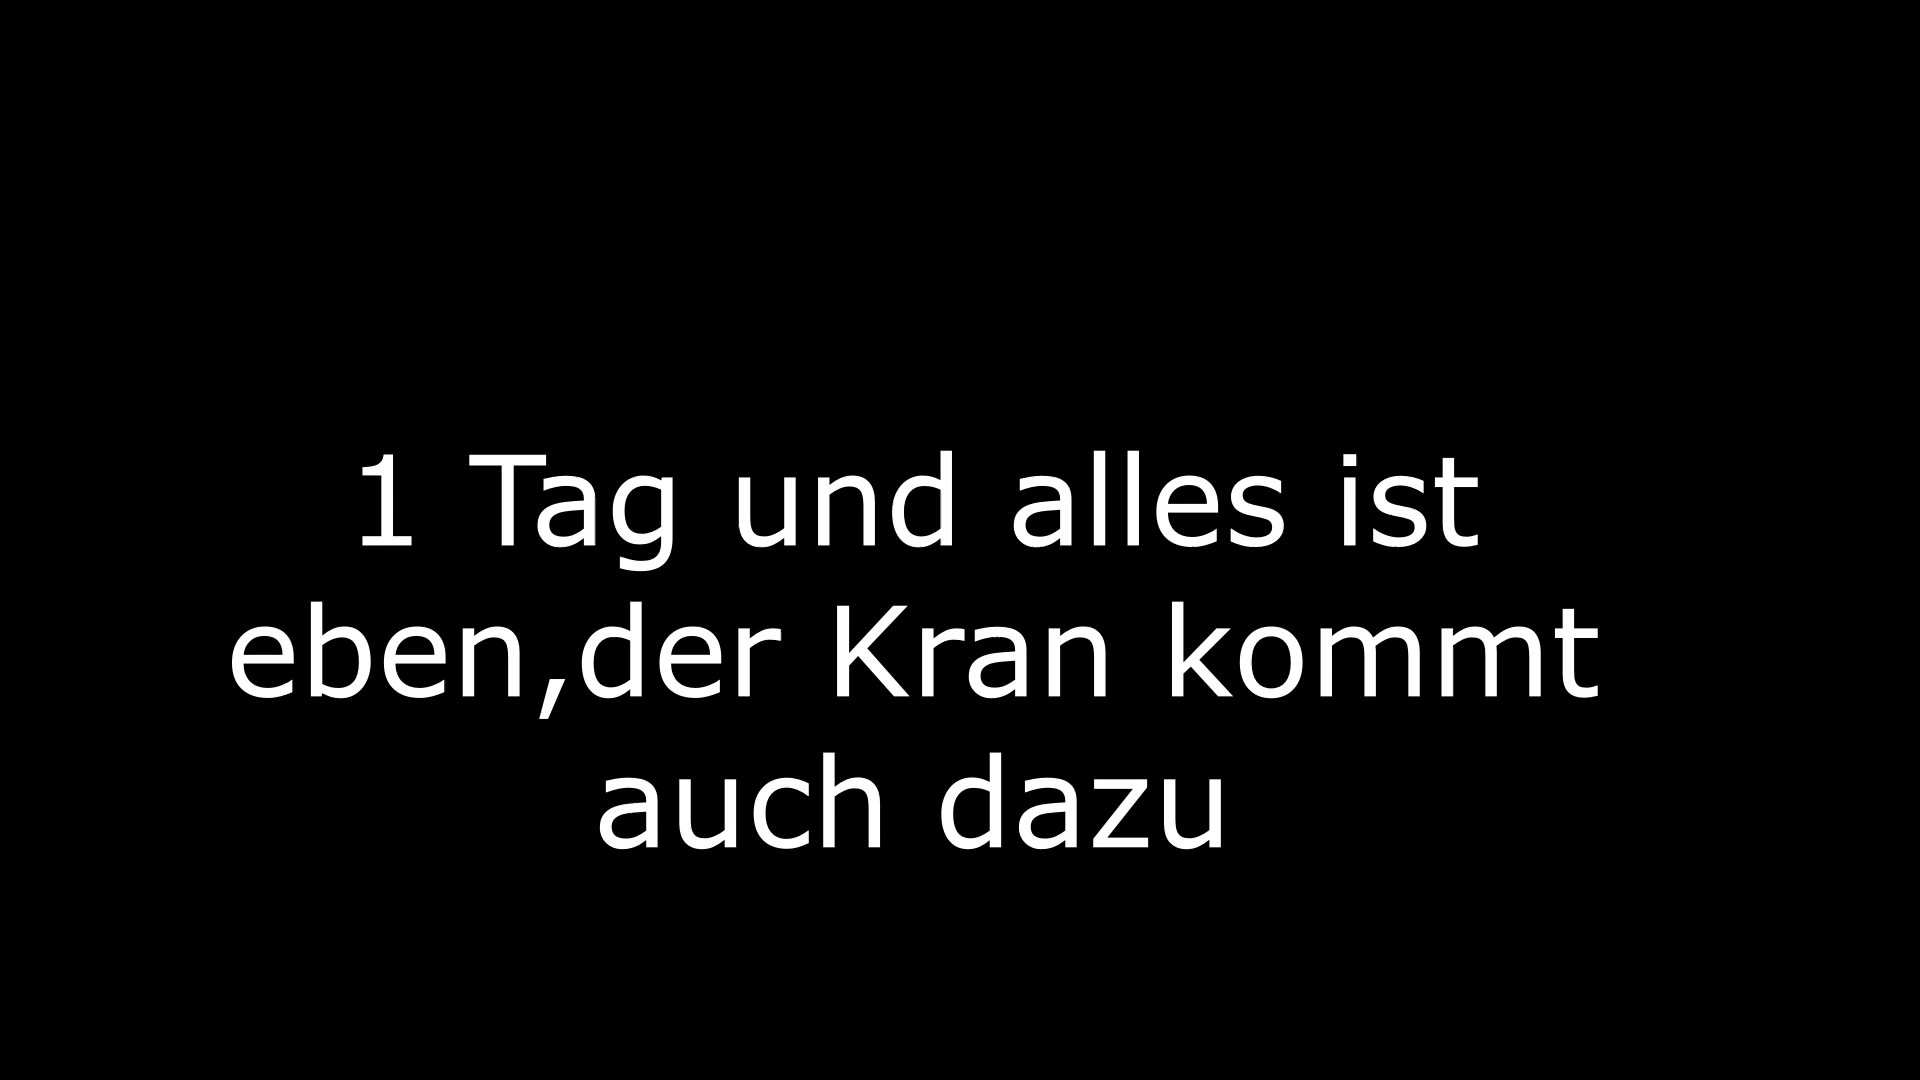 1 Tag und alles ist
eben,der Kran kommt
auch dazu